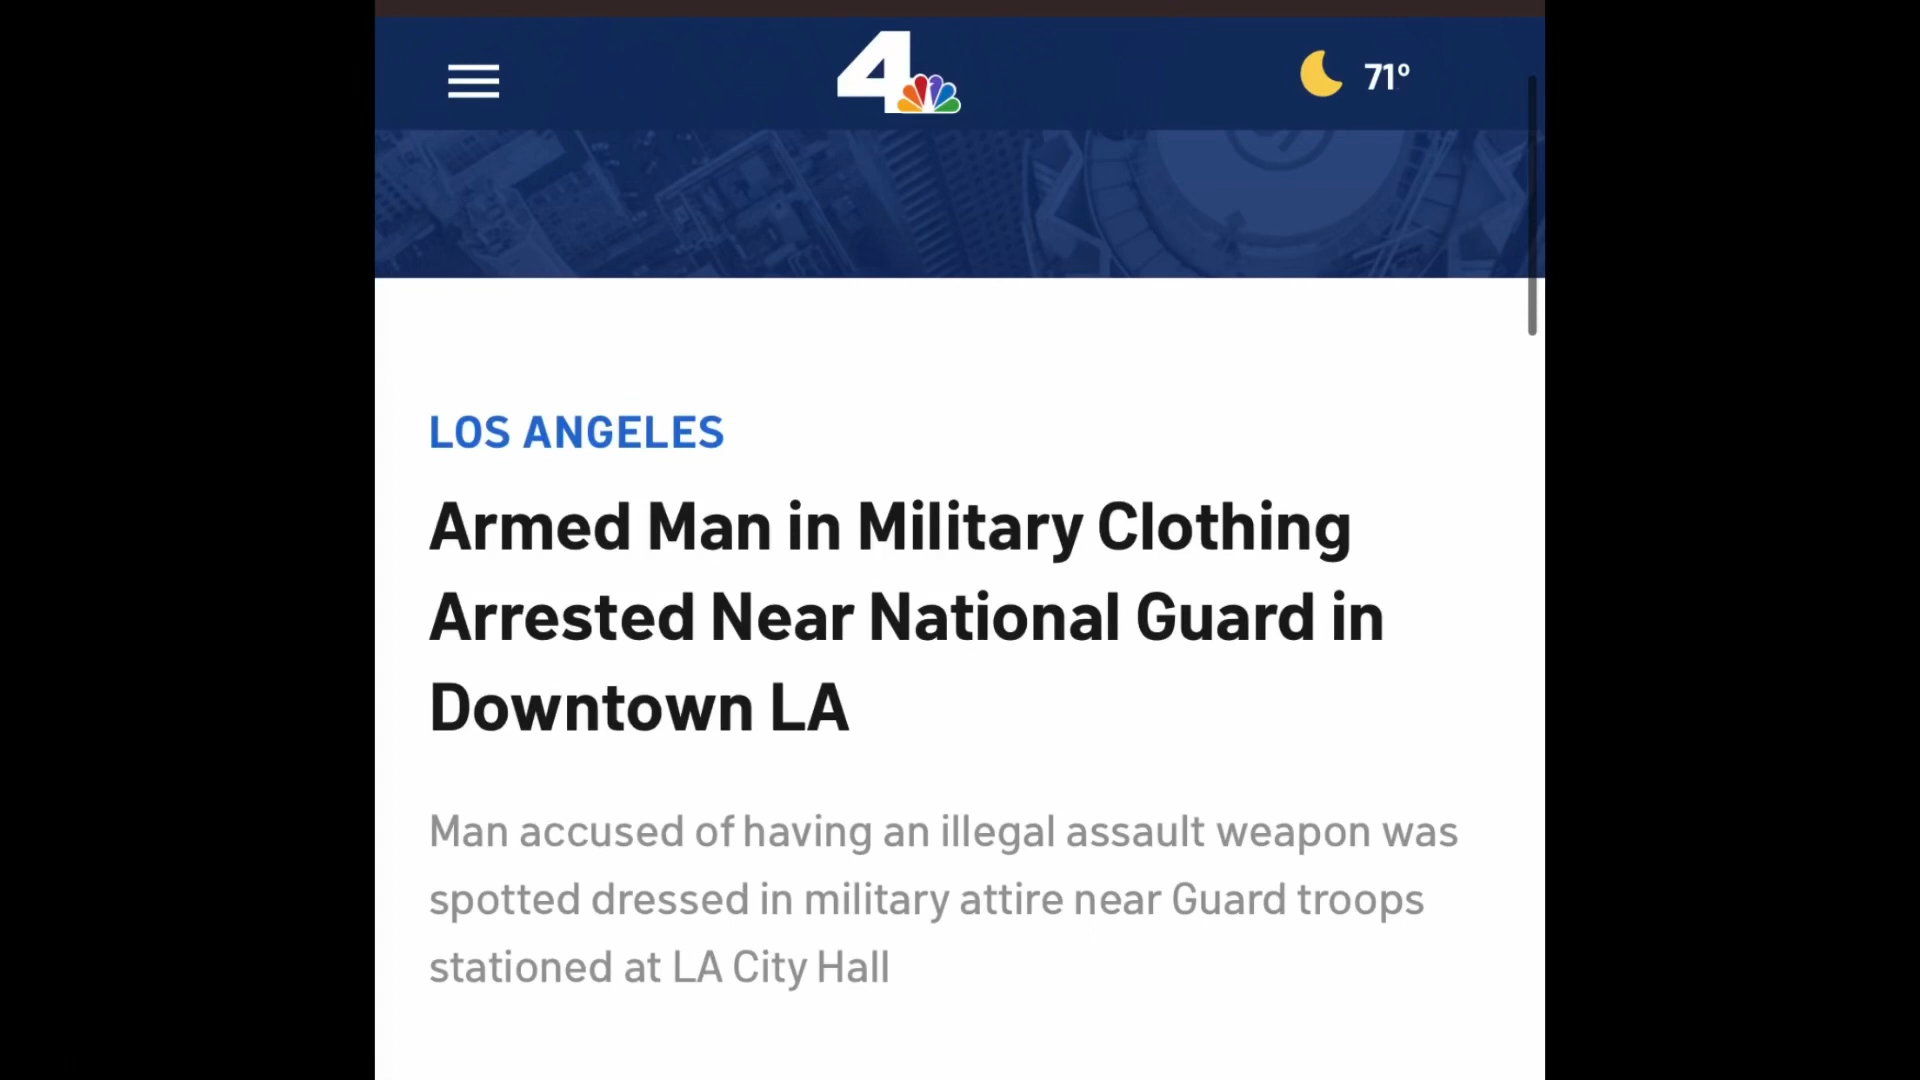 4
71°
LOS ANGELES
Armed Man in Military Clothing
Arrested Near National Guard in
Downtown LA
Man accused of having an illegal assault weapon was
spotted dressed in military attire near Guard troops
stationed at LA City Hall